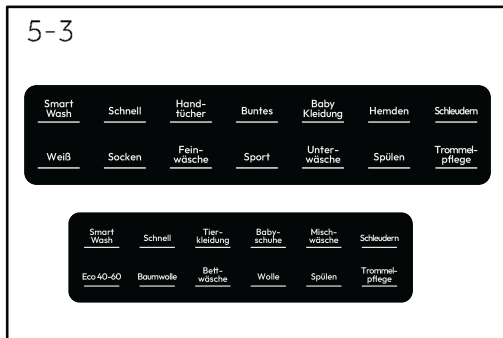 5-3
Smart Wash Schnell Hand-tücher Buntes Baby Kleidung Hemden Schleudern
Weiß Socken Fein-wäsche Sport Unter-wäsche Spülen Trommel-pflege
Smart Wash Schnell Tier-kleidung Baby-schuhe Misch-wäsche Schleudern
Eco 40-60 Baumwolle Bett-wäsche Wolle Spülen Trommel-pflege